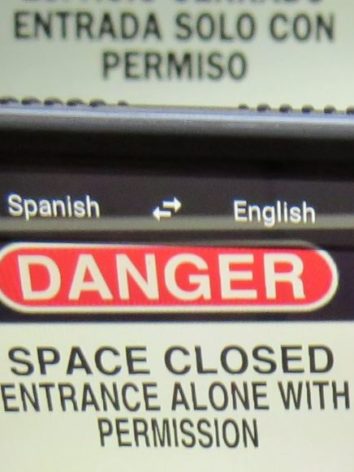 ENTRADA SOLO CON
PERMISO
Spanish ⇄ English
DANGER
SPACE CLOSED
ENTRANCE ALONE WITH
PERMISSION